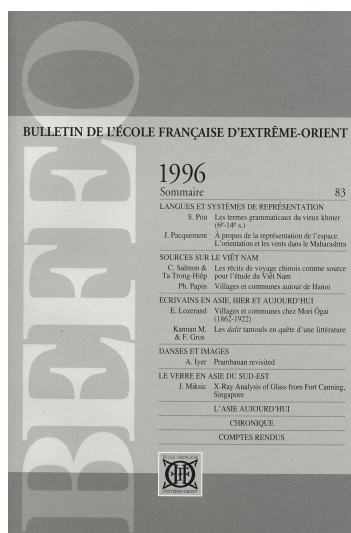 BEFEO
BULLETIN DE L'ÉCOLE FRANÇAISE D'EXTRÊME-ORIENT
1996
Sommaire 83
LANGUES ET SYSTÈMES DE REPRÉSENTATION
S. Pou Les termes grammaticaux du vieux khmer
(6e-14e s.)
J. Pacquement À propos de la représentation de l'espace.
L'orientation et les vents dans le Maharashtra
SOURCES SUR LE VIÊT NAM
C. Salmon & Les récits de voyage chinois comme source
Ta Trong-Hiêp pour l'étude du Viêt Nam
Ph. Papin Villages et communes autour de Hanoi
ÉCRIVAINS EN ASIE, HIER ET AUJOURD'HUI
E. Lozerand Villages et communes chez Mori Ōgai
(1862-1922)
Kannan M. Les dalit tamouls en quête d'une littérature
& F. Gros
DANSES ET IMAGES
A. Iyer Prambanan revisited
LE VERRE EN ASIE DU SUD-EST
J. Miksic X-Ray Analysis of Glass from Fort Canning,
Singapore
L'ASIE AUJOURD'HUI
CHRONIQUE
COMPTES RENDUS
ÉCOLE FRANÇAISE
D'EXTRÊME-ORIENT